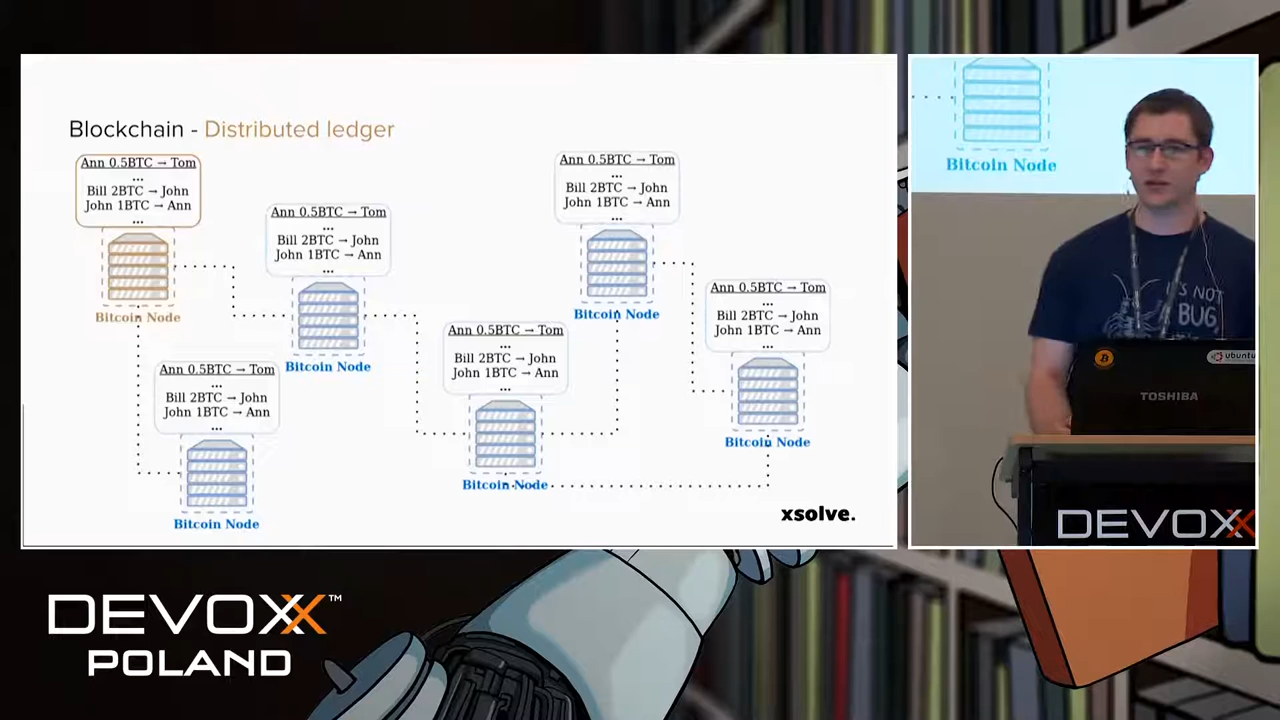 Blockchain - Distributed ledger
Ann 0.5BTC → Tom
...
Bill 2BTC → John
John 1BTC → Ann
...
Bitcoin Node
Ann 0.5BTC → Tom
...
Bill 2BTC → John
John 1BTC → Ann
...
Bitcoin Node
Ann 0.5BTC → Tom
...
Bill 2BTC → John
John 1BTC → Ann
...
Bitcoin Node
Ann 0.5BTC → Tom
...
Bill 2BTC → John
John 1BTC → Ann
...
Bitcoin Node
Ann 0.5BTC → Tom
...
Bill 2BTC → John
John 1BTC → Ann
...
Bitcoin Node
Ann 0.5BTC → Tom
...
Bill 2BTC → John
John 1BTC → Ann
...
Bitcoin Node
xsolve.
Bitcoin Node
IT'S NOT
A BUG
ubuntu
TOSHIBA
DEVOXX
DEVOXX™
POLAND